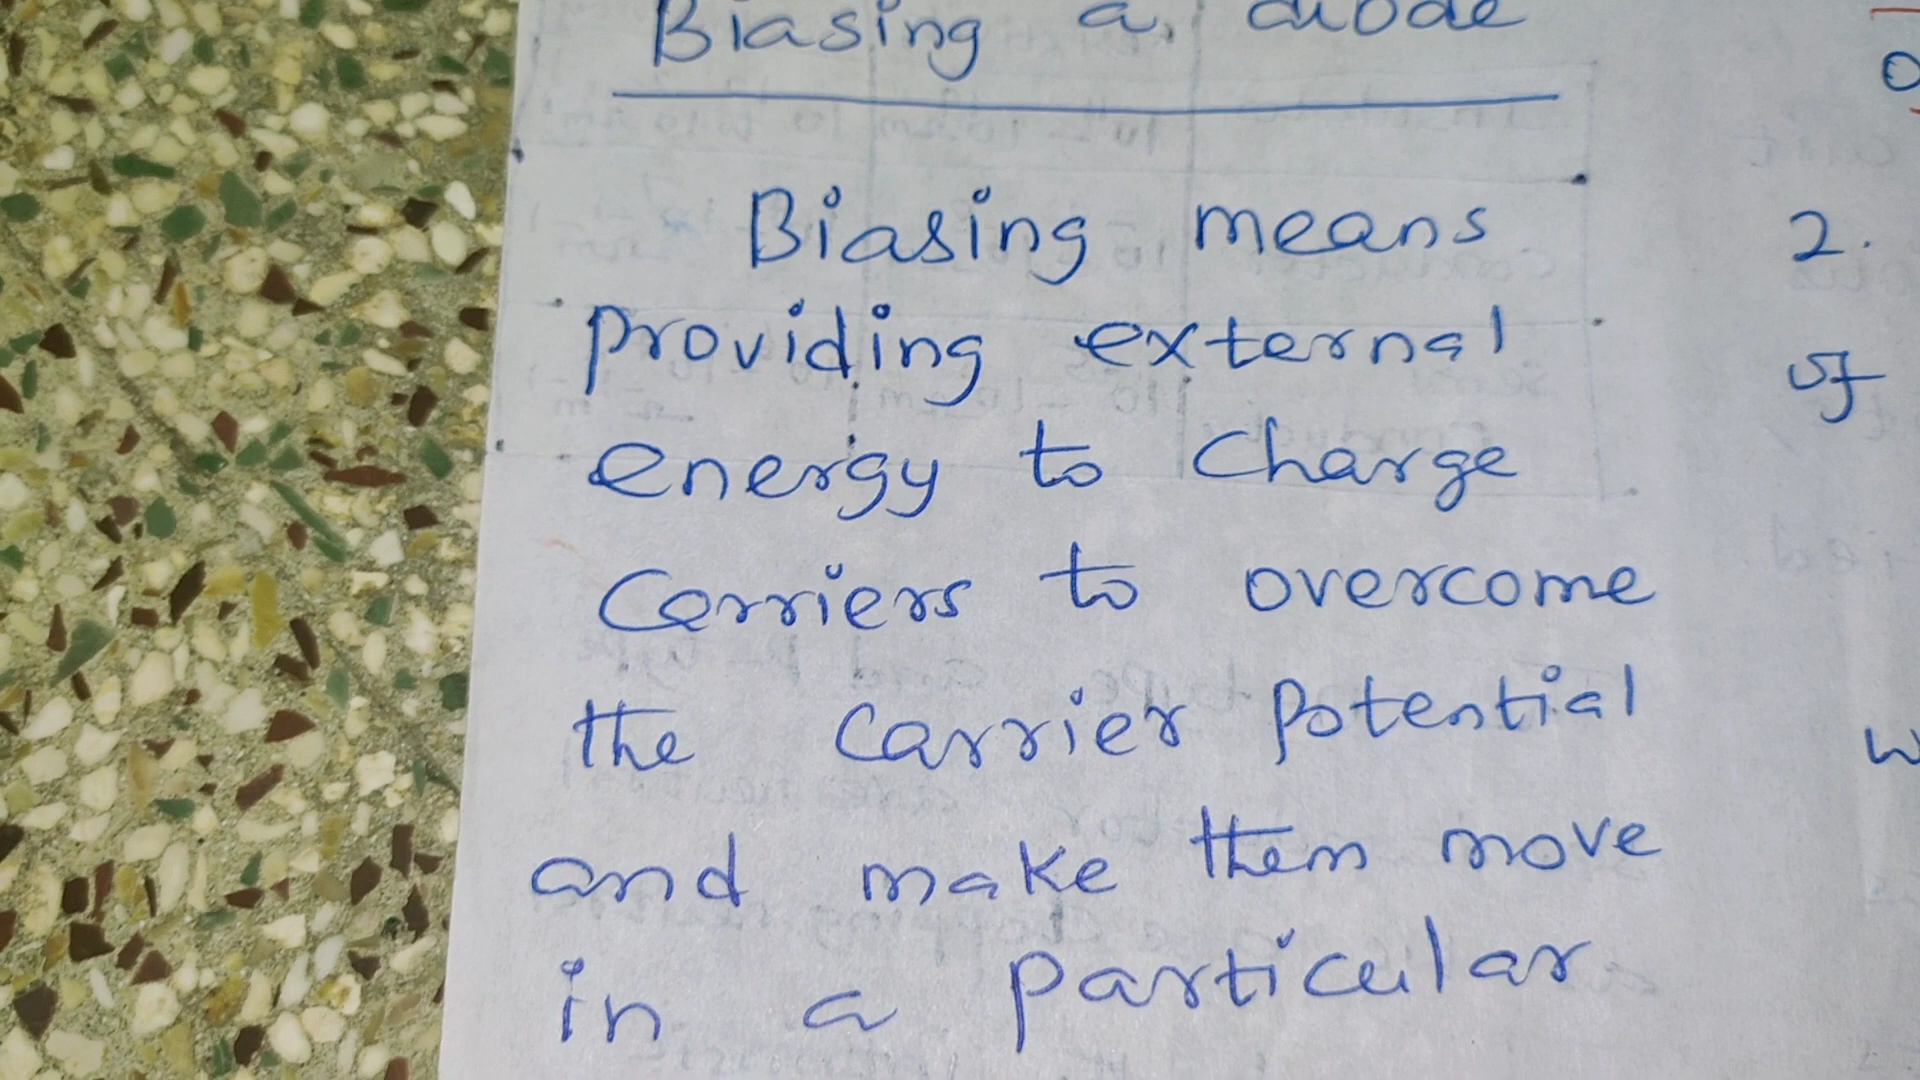 Biasing a diode
Biasing means
providing external
energy to charge
carriers to overcome
the carrier potential
and make them move
in a particular
2.
of